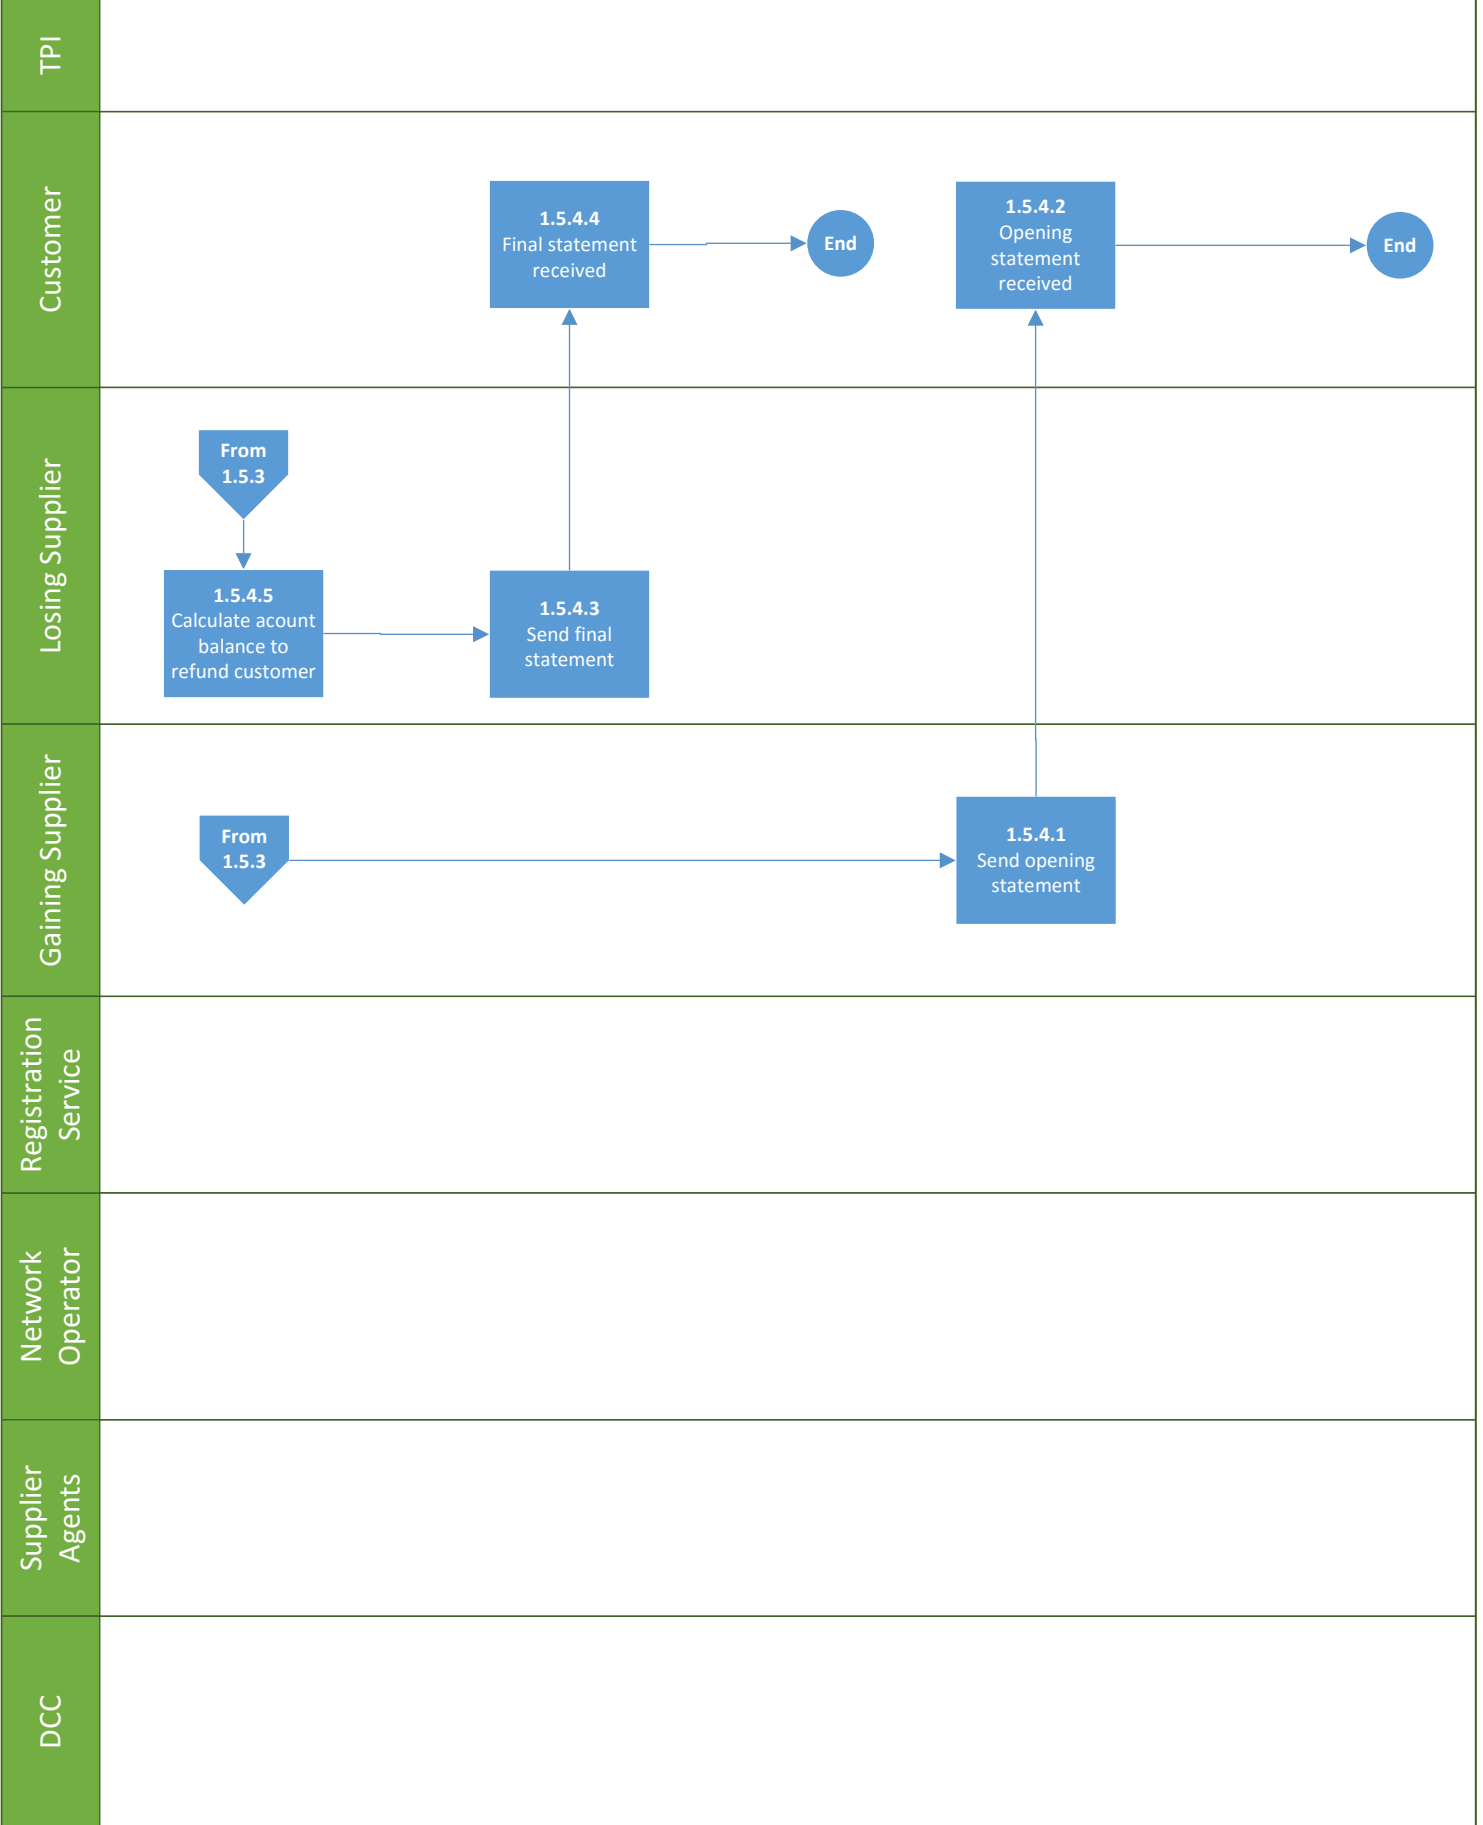 TPI
Customer
1.5.4.4
Final statement
received
End
1.5.4.2
Opening
statement
received
End
Losing Supplier
From
1.5.3
1.5.4.5
Calculate acount
balance to
refund customer
1.5.4.3
Send final
statement
Gaining Supplier
From
1.5.3
1.5.4.1
Send opening
statement
Registration
Service
Network
Operator
Supplier
Agents
DCC